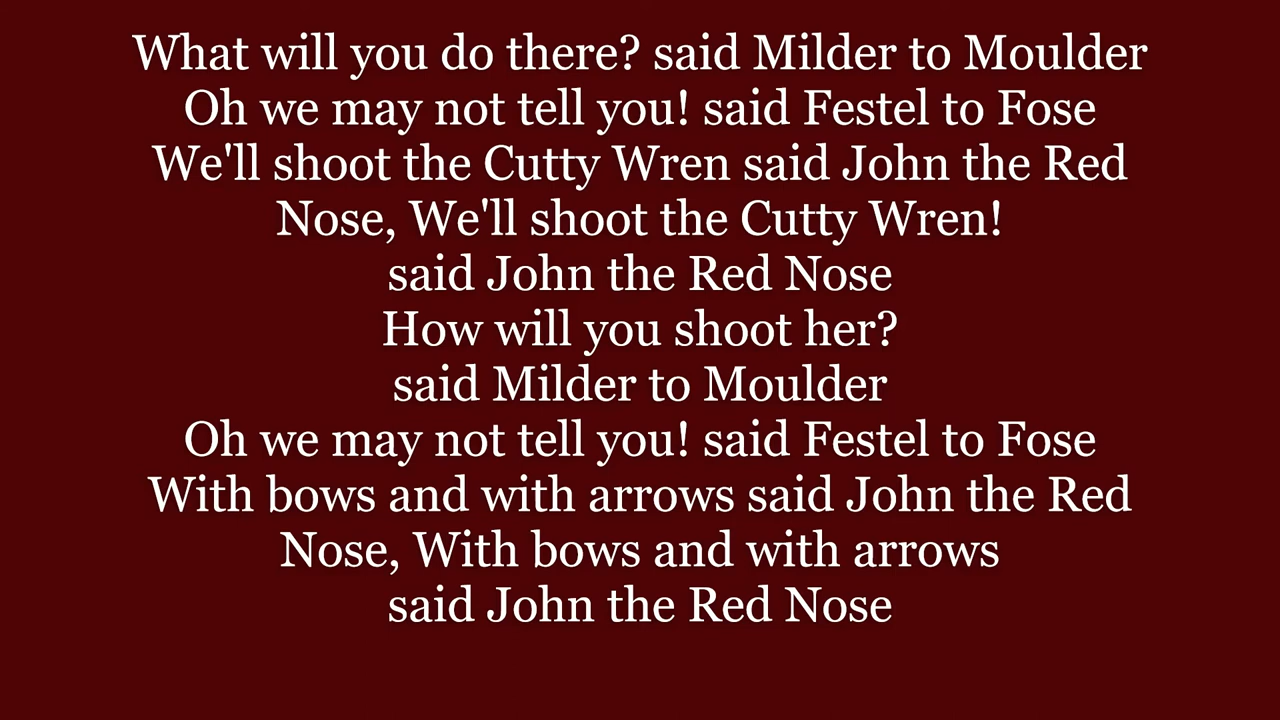 What will you do there? said Milder to Moulder
Oh we may not tell you! said Festel to Fose
We'll shoot the Cutty Wren said John the Red
Nose, We'll shoot the Cutty Wren!
said John the Red Nose
How will you shoot her?
said Milder to Moulder
Oh we may not tell you! said Festel to Fose
With bows and with arrows said John the Red
Nose, With bows and with arrows
said John the Red Nose